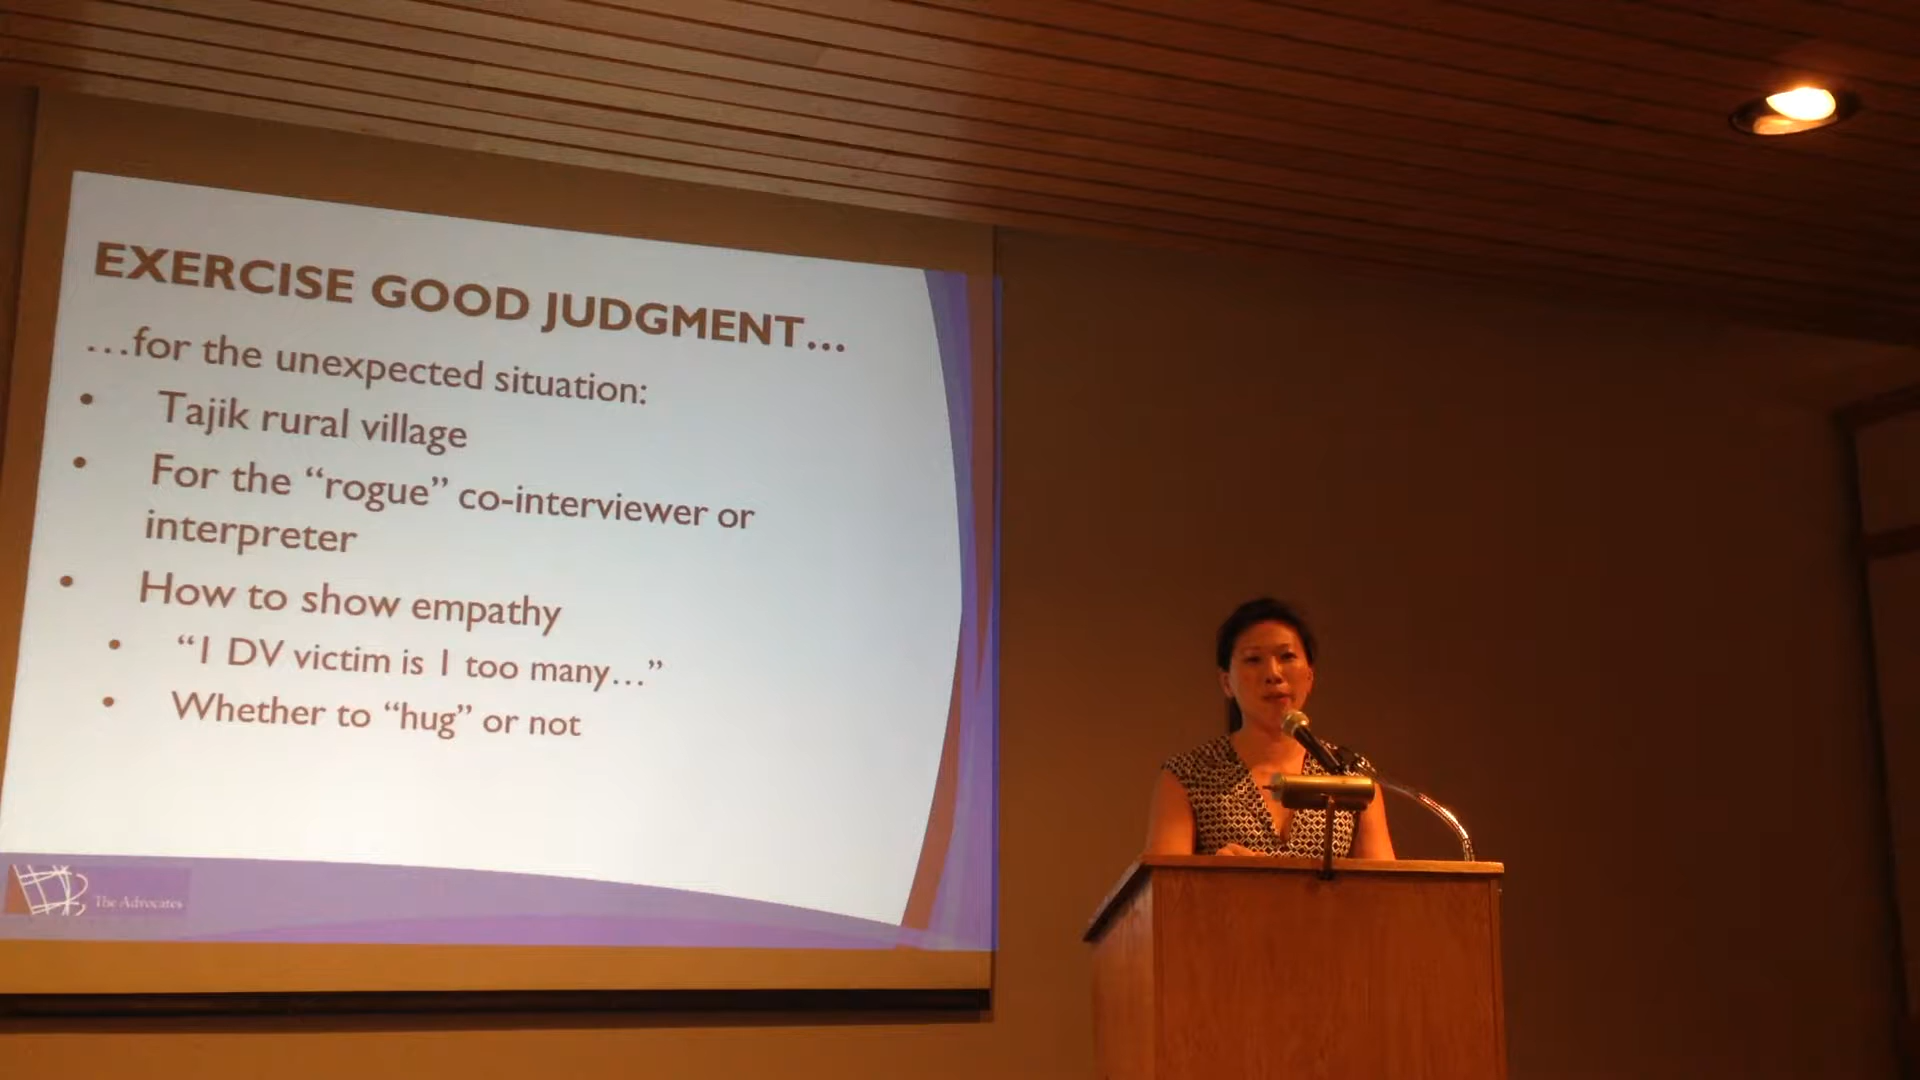 EXERCISE GOOD JUDGMENT...
...for the unexpected situation:
• Tajik rural village
• For the “rogue” co-interviewer or
interpreter
• How to show empathy
• “1 DV victim is 1 too many...”
• Whether to “hug” or not
The Advocates